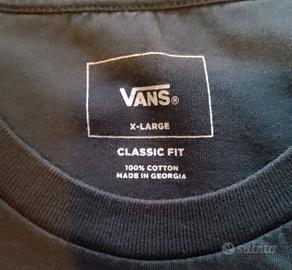 VANS®
X-LARGE
CLASSIC FIT
100% COTTON
MADE IN GEORGIA
subito